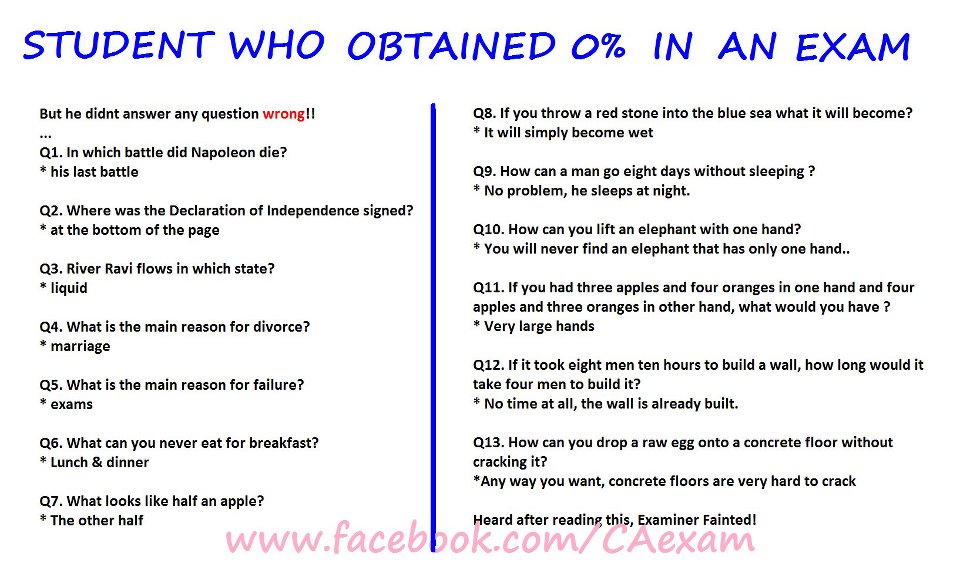 STUDENT WHO OBTAINED 0% IN AN EXAM
But he didnt answer any question wrong!!
...
Q1. In which battle did Napoleon die?
* his last battle
Q2. Where was the Declaration of Independence signed?
* at the bottom of the page
Q3. River Ravi flows in which state?
* liquid
Q4. What is the main reason for divorce?
* marriage
Q5. What is the main reason for failure?
* exams
Q6. What can you never eat for breakfast?
* Lunch & dinner
Q7. What looks like half an apple?
* The other half
Q8. If you throw a red stone into the blue sea what it will become?
* It will simply become wet
Q9. How can a man go eight days without sleeping ?
* No problem, he sleeps at night.
Q10. How can you lift an elephant with one hand?
* You will never find an elephant that has only one hand..
Q11. If you had three apples and four oranges in one hand and four
apples and three oranges in other hand, what would you have ?
* Very large hands
Q12. If it took eight men ten hours to build a wall, how long would it
take four men to build it?
* No time at all, the wall is already built.
Q13. How can you drop a raw egg onto a concrete floor without
cracking it?
*Any way you want, concrete floors are very hard to crack
Heard after reading this, Examiner Fainted!
www.facebook.com/CAexam